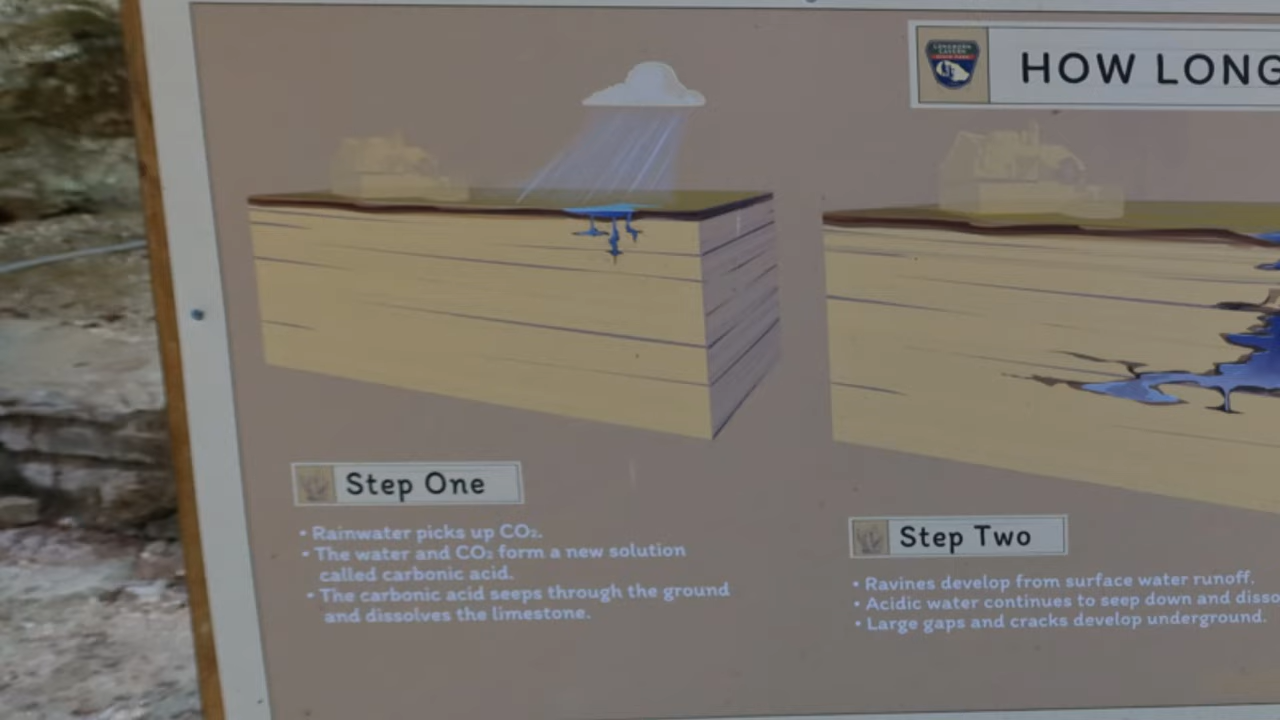 HOW LONG
Step One
• Rainwater picks up CO₂.
• The water and CO₂ form a new solution
called carbonic acid.
• The carbonic acid seeps through the ground
and dissolves the limestone.
Step Two
• Ravines develop from surface water runoff.
• Acidic water continues to seep down and
• Large gaps and cracks develop underground.